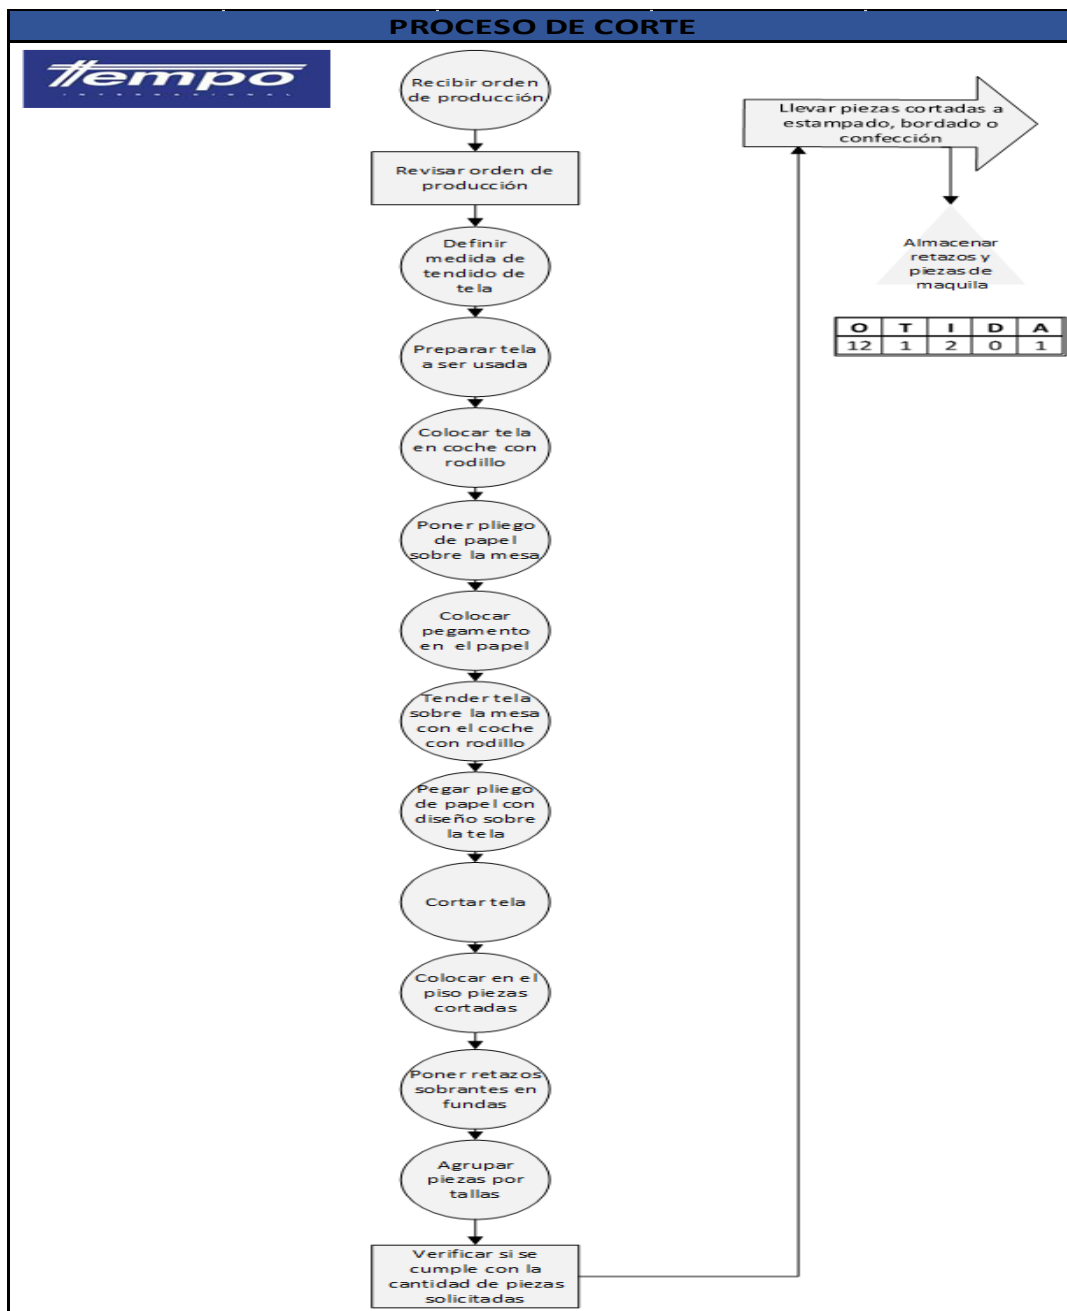 PROCESO DE CORTE
Tempo
INTERNACIONAL
Recibir orden
de producción
Revisar orden de
producción
Definir
medida de
tendido de
tela
Preparar tela
a ser usada
Colocar tela
en coche con
rodillo
Poner pliego
de papel
sobre la mesa
Colocar
pegamento
en el papel
Tender tela
sobre la mesa
con el coche
con rodillo
Pegar pliego
de papel con
diseño sobre
la tela
Cortar tela
Colocar en el
piso piezas
cortadas
Poner retazos
sobrantes en
fundas
Agrupar
piezas por
tallas
Verificar si se
cumple con la
cantidad de piezas
solicitadas
Llevar piezas cortadas a
estampado, bordado o
confección
Almacenar
retazos y
piezas de
maquila
O T I D A
12 1 2 0 1